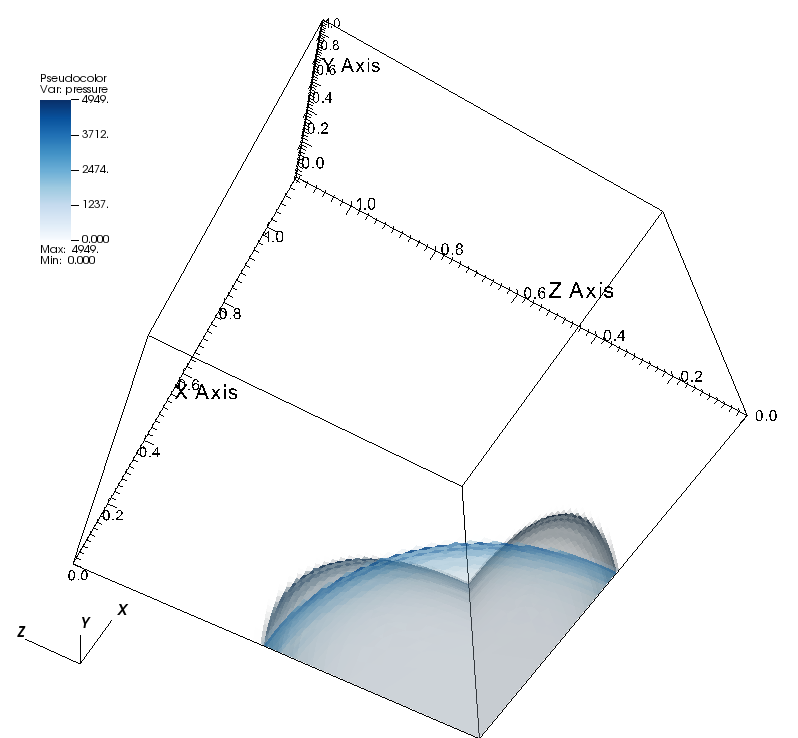 Pseudocolor
Var: pressure
4949.
3712.
2474.
1237.
0.000
Max: 4949.
Min: 0.000
1.0
0.8
0.6
Y Axis
0.4
0.2
0.0
1.0
0.8
0.6
Z Axis
0.4
0.2
0.0
1.0
0.8
0.6
X Axis
0.4
0.2
0.0
X
Y
Z